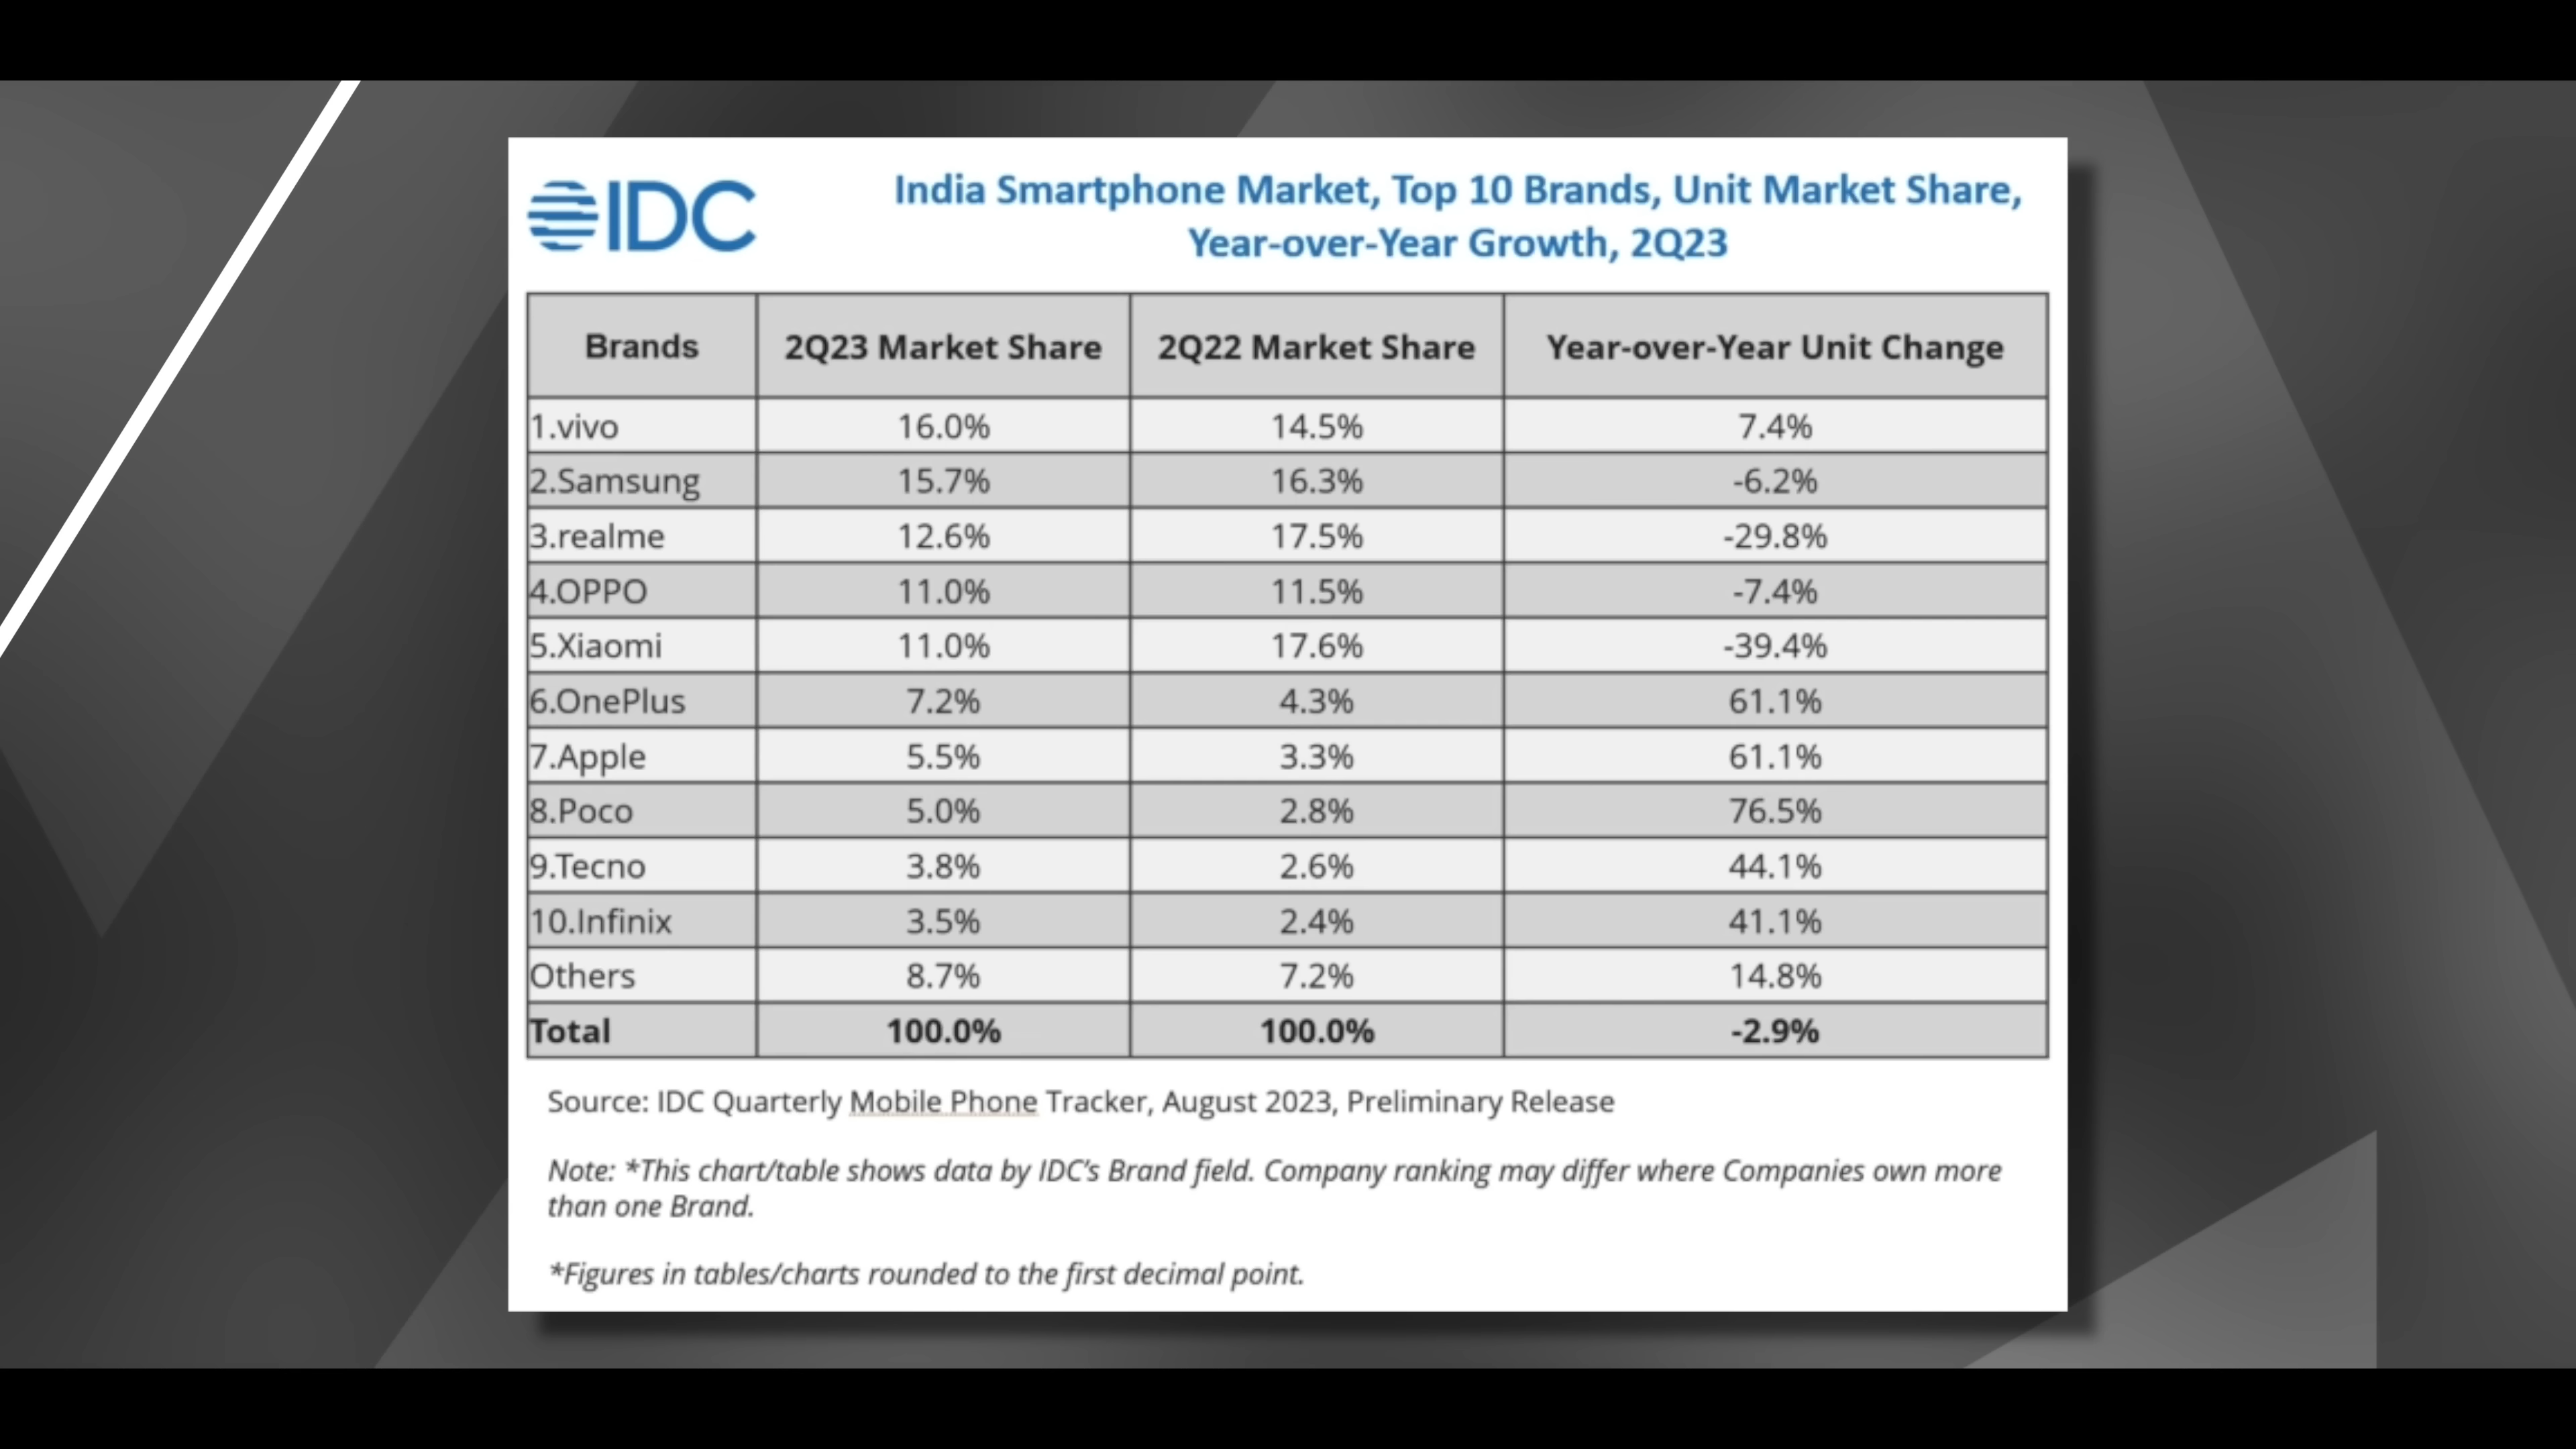 IDC
India Smartphone Market, Top 10 Brands, Unit Market Share,
Year-over-Year Growth, 2Q23
Brands 2Q23 Market Share 2Q22 Market Share Year-over-Year Unit Change
1.vivo 16.0% 14.5% 7.4%
2.Samsung 15.7% 16.3% -6.2%
3.realme 12.6% 17.5% -29.8%
4.OPPO 11.0% 11.5% -7.4%
5.Xiaomi 11.0% 17.6% -39.4%
6.OnePlus 7.2% 4.3% 61.1%
7.Apple 5.5% 3.3% 61.1%
8.Poco 5.0% 2.8% 76.5%
9.Tecno 3.8% 2.6% 44.1%
10.Infinix 3.5% 2.4% 41.1%
Others 8.7% 7.2% 14.8%
Total 100.0% 100.0% -2.9%
Source: IDC Quarterly Mobile Phone Tracker, August 2023, Preliminary Release
Note: *This chart/table shows data by IDC’s Brand field. Company ranking may differ where Companies own more
than one Brand.
*Figures in tables/charts rounded to the first decimal point.